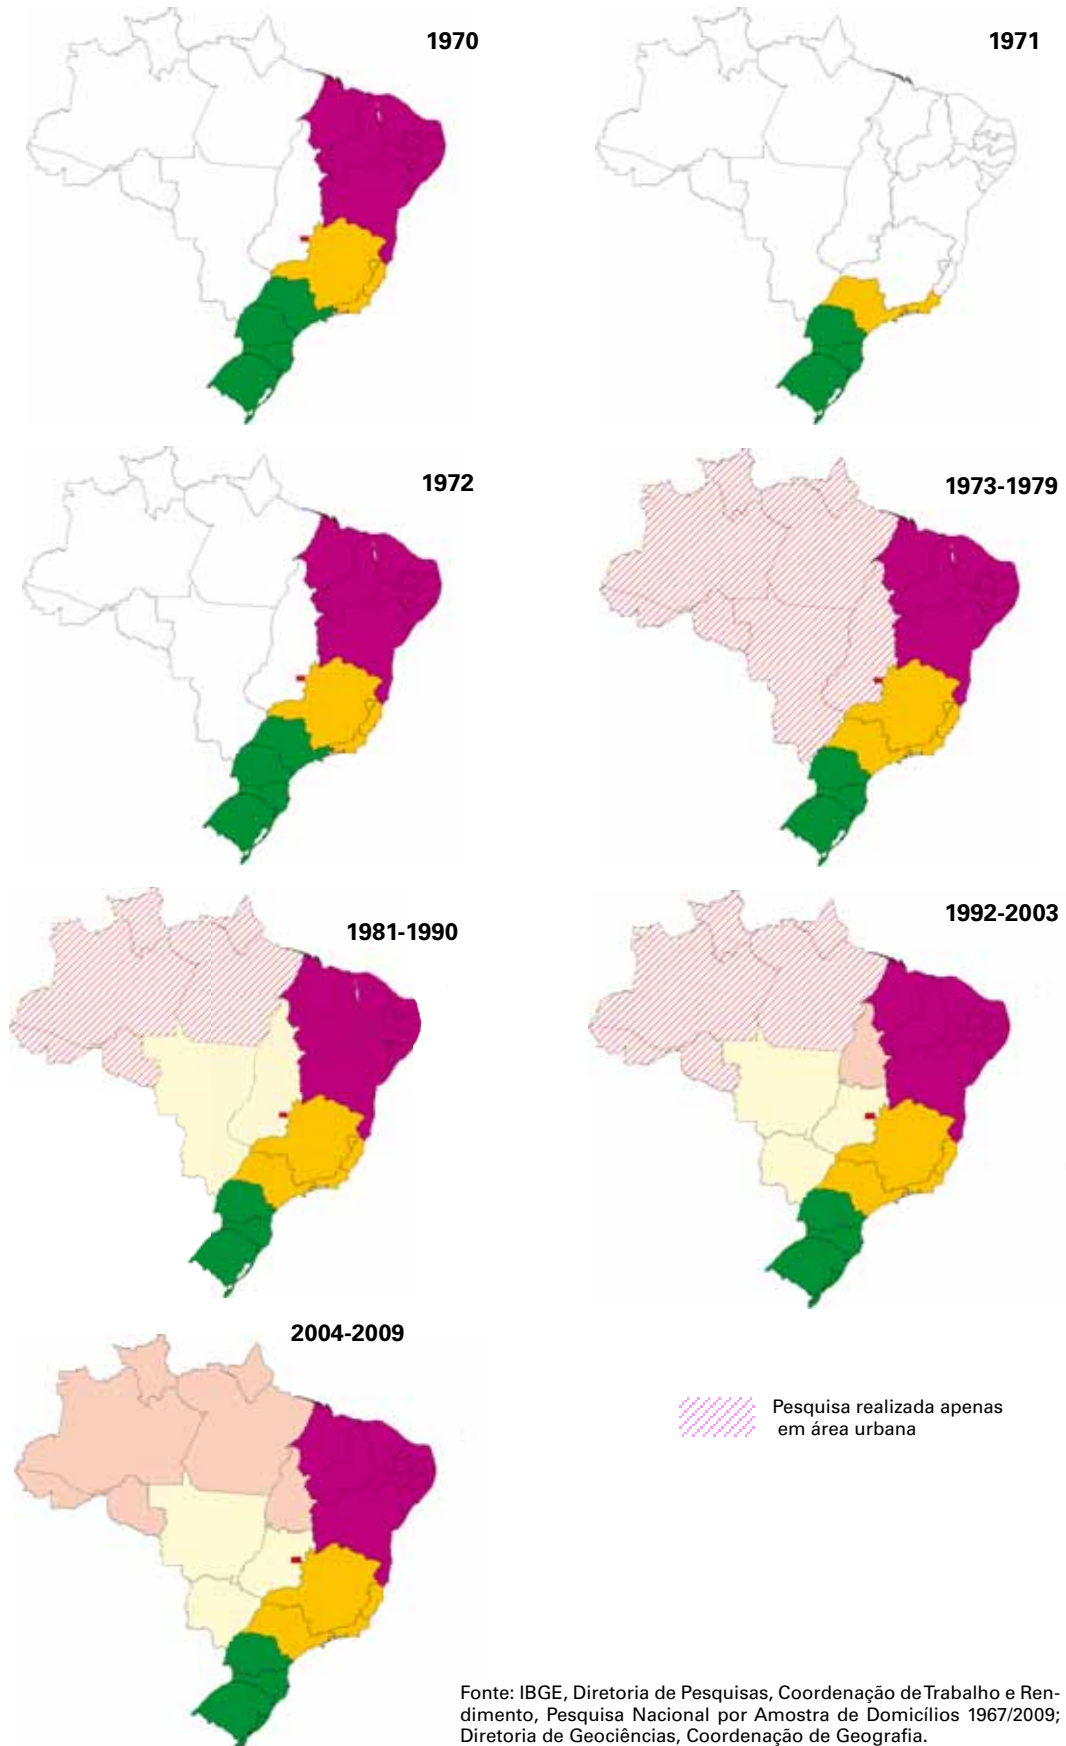 1970
1971
1972
1973-1979
1981-1990
1992-2003
2004-2009
Pesquisa realizada apenas
em área urbana
Fonte: IBGE, Diretoria de Pesquisas, Coordenação de Trabalho e Ren-
dimento, Pesquisa Nacional por Amostra de Domicílios 1967/2009;
Diretoria de Geociências, Coordenação de Geografia.